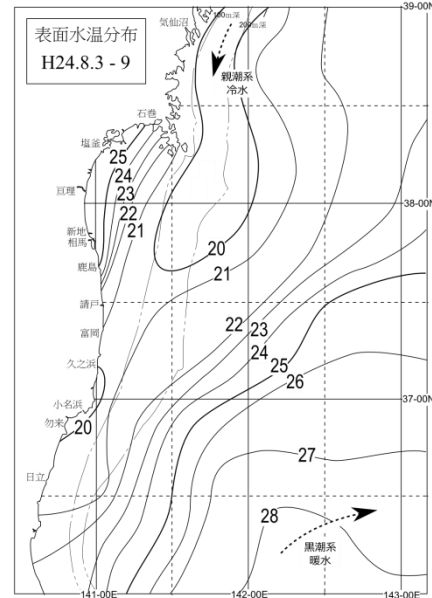 表面水温分布
H24.8.3 - 9
39-00N
気仙沼
100m深
200m深
親潮系
冷水
石巻
塩釜
25
24
23
22
21
亘理
38-00N
新地
相馬
鹿島
20
21
請戸
富岡
22
23
24
25
26
久之浜
37-00N
小名浜
勿来
20
27
日立
28
黒潮系
暖水
141-00E
142-00E
143-00E